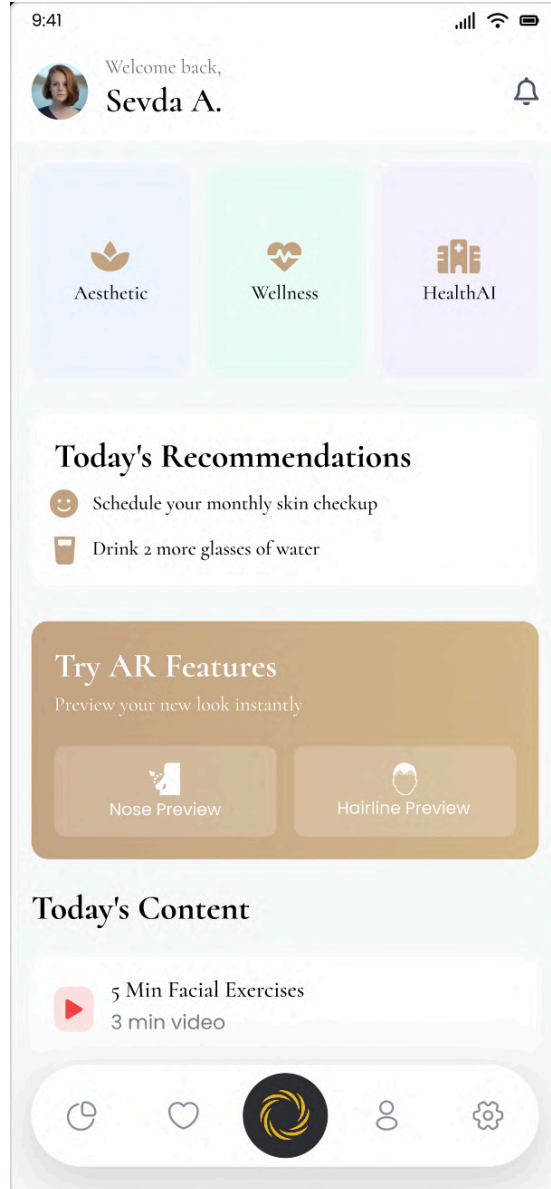 9:41
Welcome back,
Sevda A.
Aesthetic
Wellness
HealthAI
Today's Recommendations
Schedule your monthly skin checkup
Drink 2 more glasses of water
Try AR Features
Preview your new look instantly
Nose Preview
Hairline Preview
Today's Content
5 Min Facial Exercises
3 min video